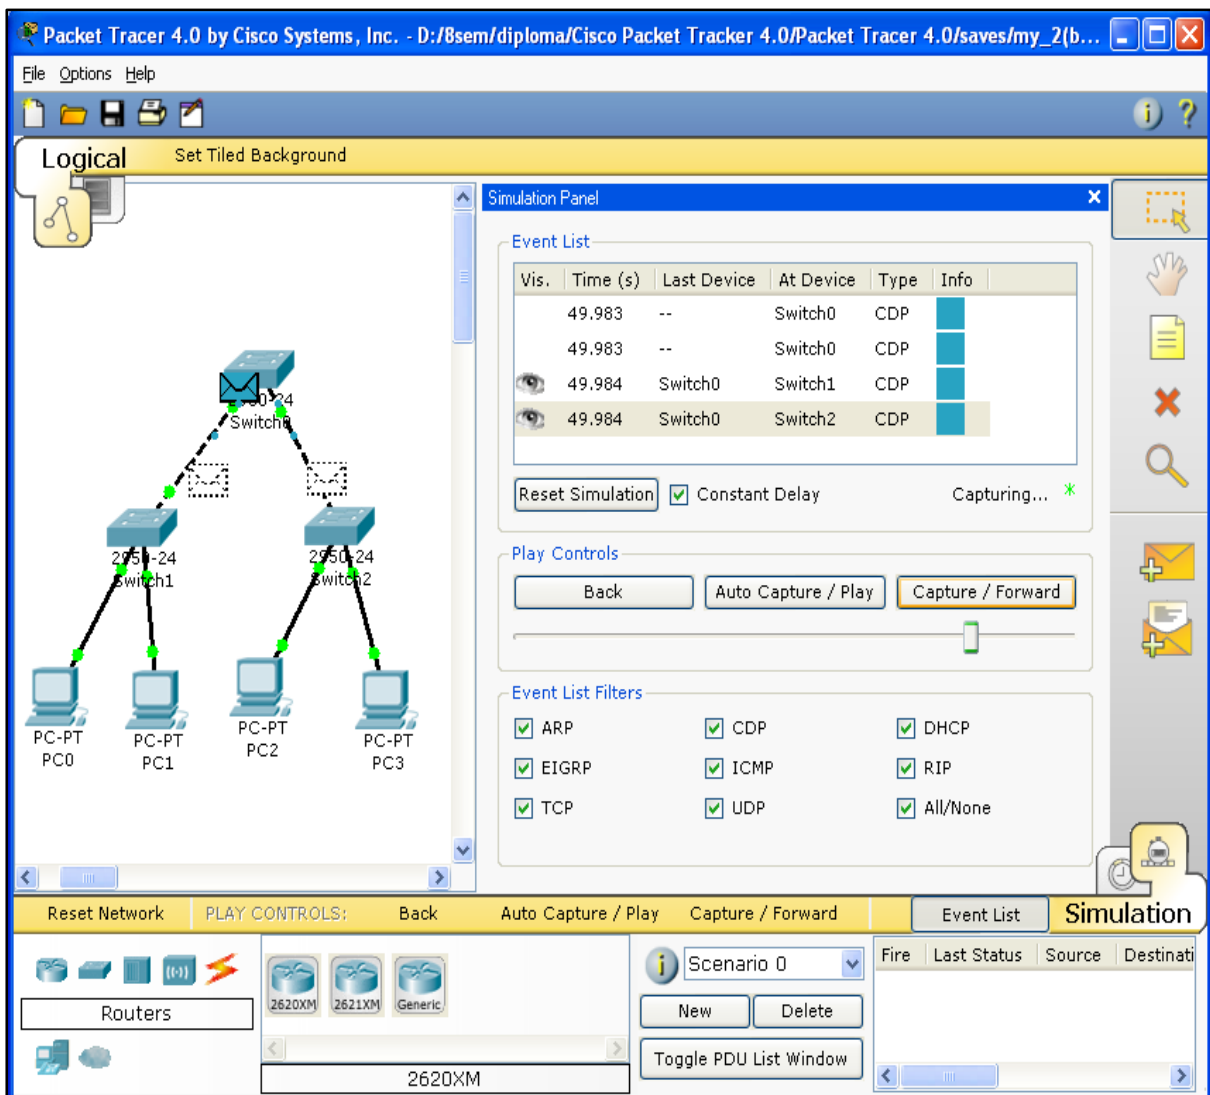 Packet Tracer 4.0 by Cisco Systems, Inc. - D:/8sem/diploma/Cisco Packet Tracker 4.0/Packet Tracer 4.0/saves/my_2(b...
File Options Help
Logical Set Tiled Background
Simulation Panel
Event List
Vis. Time (s) Last Device At Device Type Info
49.983 -- Switch0 CDP
49.983 -- Switch0 CDP
49.984 Switch0 Switch1 CDP
49.984 Switch0 Switch2 CDP
Reset Simulation Constant Delay Capturing... *
Play Controls
Back Auto Capture / Play Capture / Forward
Event List Filters
ARP CDP DHCP
EIGRP ICMP RIP
TCP UDP All/None
2950-24
Switch0
2950-24
Switch1
2950-24
Switch2
PC-PT
PC0
PC-PT
PC1
PC-PT
PC2
PC-PT
PC3
Reset Network PLAY CONTROLS: Back Auto Capture / Play Capture / Forward Event List Simulation
Routers
2620XM 2621XM Generic
2620XM
Scenario 0
New Delete
Toggle PDU List Window
Fire Last Status Source Destinati